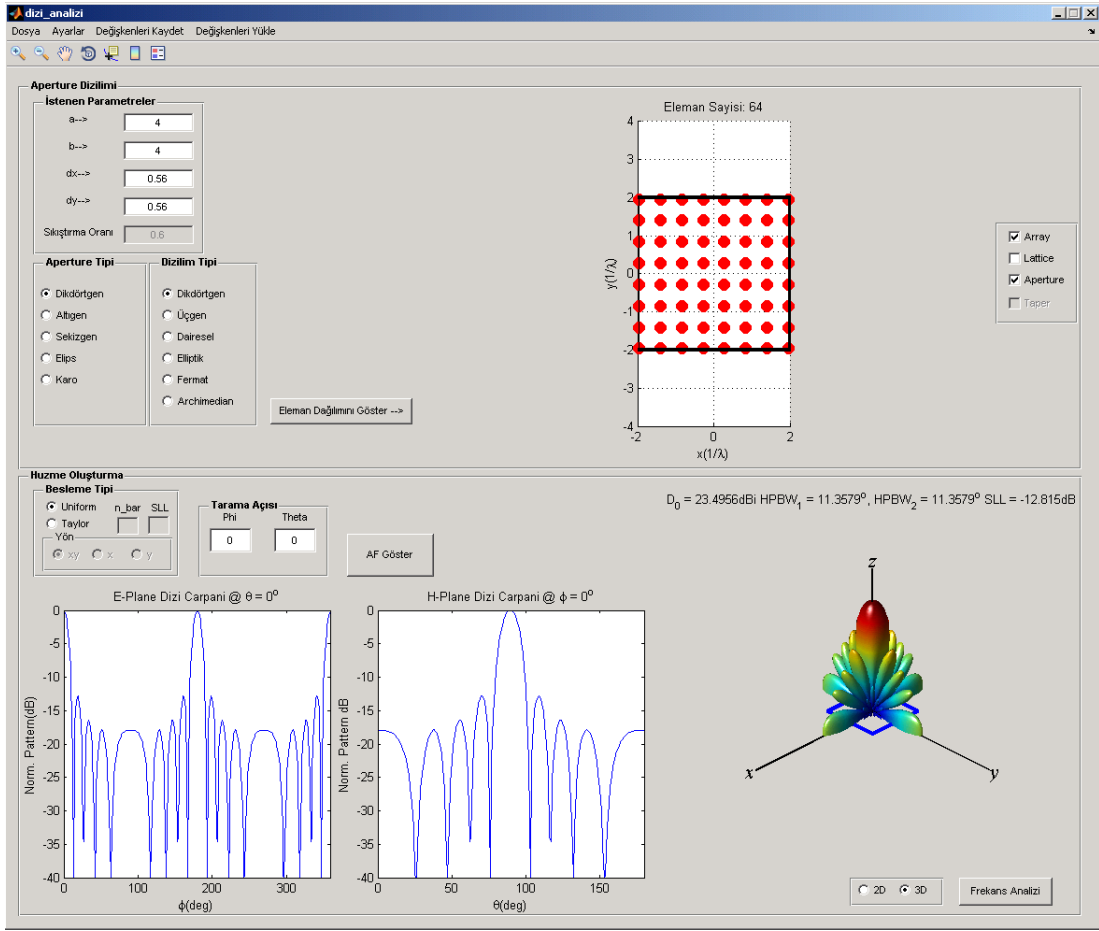 dizi_analizi
Dosya Ayarlar Değişkenleri Kaydet Değişkenleri Yükle
Aperture Dizilimi
İstenen Parametreler
a-->
4
b-->
4
dx-->
0.56
dy-->
0.56
Sıkıştırma Oranı
0.6
Aperture Tipi
Dikdörtgen
Altıgen
Sekizgen
Elips
Karo
Dizilim Tipi
Dikdörtgen
Üçgen
Dairesel
Elliptik
Fermat
Archimedian
Eleman Dağılımını Göster -->
Eleman Sayisi: 64
4
3
2
1
0
-1
-2
-3
-4
y(1/λ)
-2 0 2
x(1/λ)
Array
Lattice
Aperture
Taper
Huzme Oluşturma
Besleme Tipi
Uniform n_bar SLL
Taylor
Yön
xy x y
Tarama Açısı
Phi Theta
0 0
AF Göster
D₀ = 23.4956dBi HPBW₁ = 11.3579⁰, HPBW₂ = 11.3579⁰ SLL = -12.815dB
E-Plane Dizi Carpani @ θ = 0⁰
0
-5
-10
-15
-20
-25
-30
-35
-40
Norm. Pattern(dB)
0 100 200 300
ϕ(deg)
H-Plane Dizi Carpani @ ϕ = 0⁰
0
-5
-10
-15
-20
-25
-30
-35
-40
Norm. Pattern dB
0 50 100 150
θ(deg)
z
x
y
2D 3D
Frekans Analizi